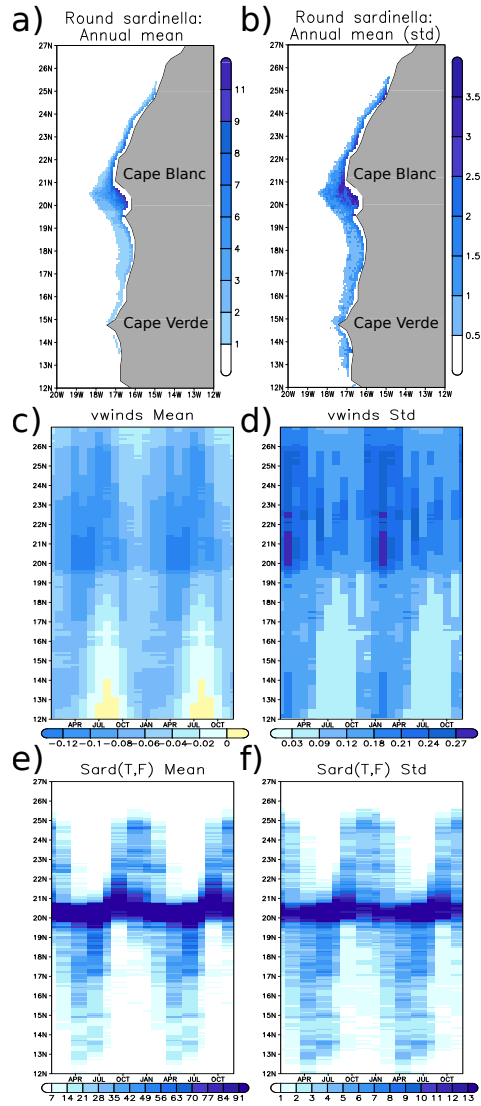 a) Round sardinella: Annual mean
b) Round sardinella: Annual mean (std)
27N 27N
26N 26N
25N 25N
24N 24N
23N 23N
22N 22N
21N 21N
20N 20N
19N 19N
18N 18N
17N 17N
16N 16N
15N 15N
14N 14N
13N 13N
12N 12N
Cape Blanc Cape Blanc
Cape Verde Cape Verde
20W 19W 18W 17W 16W 15W 14W 13W 12W
20W 19W 18W 17W 16W 15W 14W 13W 12W
11 9 8 7 6 4 3 2 1
3.5 3 2.5 2 1.5 1 0.5
c) vwinds Mean
d) vwinds Std
26N 26N
25N 25N
24N 24N
23N 23N
22N 22N
21N 21N
20N 20N
19N 19N
18N 18N
17N 17N
16N 16N
15N 15N
14N 14N
13N 13N
12N 12N
APR JUL OCT JAN APR JUL OCT
APR JUL OCT JAN APR JUL OCT
−0.12−0.1−0.08−0.06−0.04−0.02 0
0.03 0.09 0.12 0.18 0.21 0.24 0.27
e) Sard(T,F) Mean
f) Sard(T,F) Std
27N 27N
26N 26N
25N 25N
24N 24N
23N 23N
22N 22N
21N 21N
20N 20N
19N 19N
18N 18N
17N 17N
16N 16N
15N 15N
14N 14N
13N 13N
12N 12N
APR JUL OCT JAN APR JUL OCT
APR JUL OCT JAN APR JUL OCT
7 14 21 28 35 42 49 56 63 70 77 84 91
1 2 3 4 5 6 7 8 9 10 11 12 13